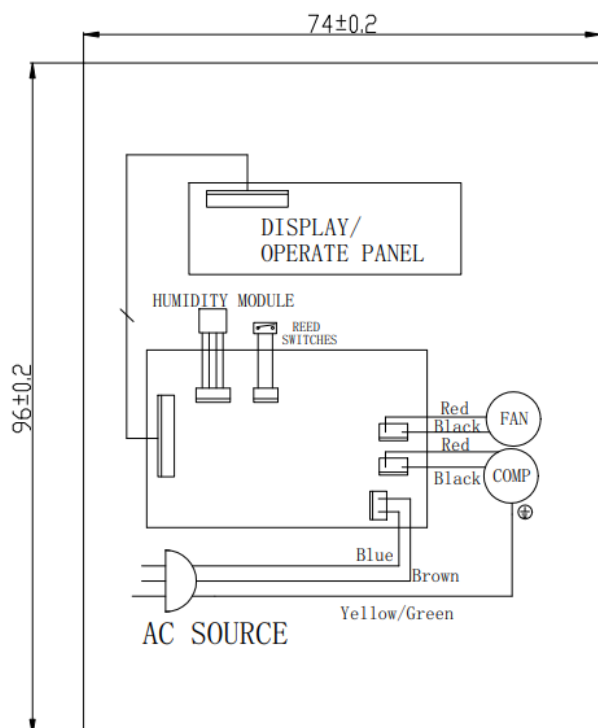 74±0.2
96±0.2
DISPLAY/
OPERATE PANEL
HUMIDITY MODULE
REED
SWITCHES
Red
Black
FAN
Red
Black
COMP
Blue
Brown
Yellow/Green
AC SOURCE